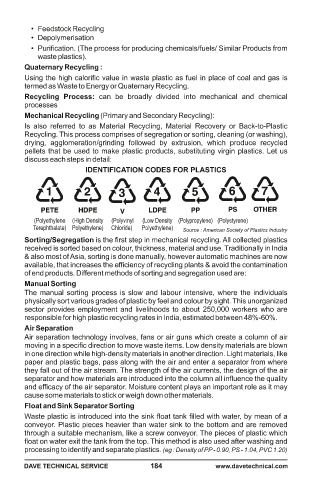 • Feedstock Recycling
• Depolymerisation
• Purification. (The process for producing chemicals/fuels/ Similar Products from
waste plastics).
Quaternary Recycling :
Using the high calorific value in waste plastic as fuel in place of coal and gas is
termed as Waste to Energy or Quaternary Recycling.
Recycling Process: can be broadly divided into mechanical and chemical
processes
Mechanical Recycling (Primary and Secondary Recycling):
Is also referred to as Material Recycling, Material Recovery or Back-to-Plastic
Recycling. This process comprises of segregation or sorting, cleaning (or washing),
drying, agglomeration/grinding followed by extrusion, which produce recycled
pellets that be used to make plastic products, substituting virgin plastics. Let us
discuss each steps in detail:
IDENTIFICATION CODES FOR PLASTICS
1 2 3 4 5 6 7
PETE HDPE V LDPE PP PS OTHER
(Polyethylene (High Density (Polyvinyl (Low Density (Polypropylene) (Polystyrene)
Terephthalate) Polyethylene) Chloride) Polyethylene) Source : American Society of Plastics Industry
Sorting/Segregation is the first step in mechanical recycling. All collected plastics
received is sorted based on colour, thickness, material and use. Traditionally in India
& also most of Asia, sorting is done manually, however automatic machines are now
available, that increases the efficiency of recycling plants & avoid the contamination
of end products. Different methods of sorting and segregation used are:
Manual Sorting
The manual sorting process is slow and labour intensive, where the individuals
physically sort various grades of plastic by feel and colour by sight. This unorganized
sector provides employment and livelihoods to about 250,000 workers who are
responsible for high plastic recycling rates in India, estimated between 48%-60%.
Air Separation
Air separation technology involves, fans or air guns which create a column of air
moving in a specific direction to move waste items. Low density materials are blown
in one direction while high-density materials in another direction. Light materials, like
paper and plastic bags, pass along with the air and enter a separator from where
they fall out of the air stream. The strength of the air currents, the design of the air
separator and how materials are introduced into the column all influence the quality
and efficacy of the air separator. Moisture content plays an important role as it may
cause some materials to stick or weigh down other materials.
Float and Sink Separator Sorting
Waste plastic is introduced into the sink float tank filled with water, by mean of a
conveyor. Plastic pieces heavier than water sink to the bottom and are removed
through a suitable mechanism, like a screw conveyor. The pieces of plastic which
float on water exit the tank from the top. This method is also used after washing and
processing to identify and separate plastics. (eg : Density of PP - 0.90, PS - 1.04, PVC 1.20)
DAVE TECHNICAL SERVICE 184 www.davetechnical.com